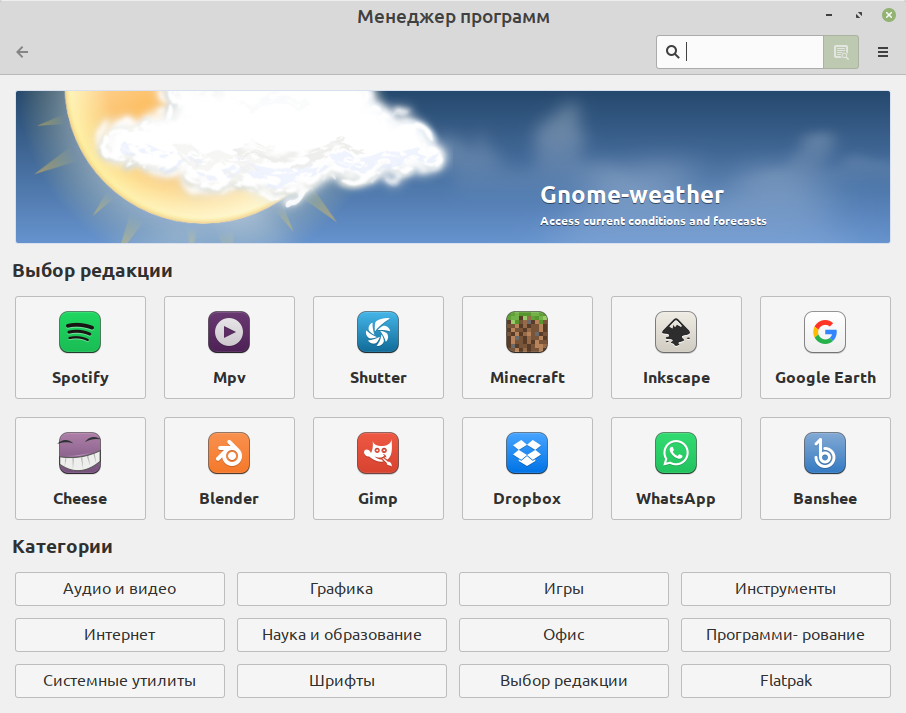 Менеджер программ
Gnome-weather
Access current conditions and forecasts
Выбор редакции
Spotify
Mpv
Shutter
Minecraft
Inkscape
Google Earth
Cheese
Blender
Gimp
Dropbox
WhatsApp
Banshee
Категории
Аудио и видео
Графика
Игры
Инструменты
Интернет
Наука и образование
Офис
Программи- рование
Системные утилиты
Шрифты
Выбор редакции
Flatpak